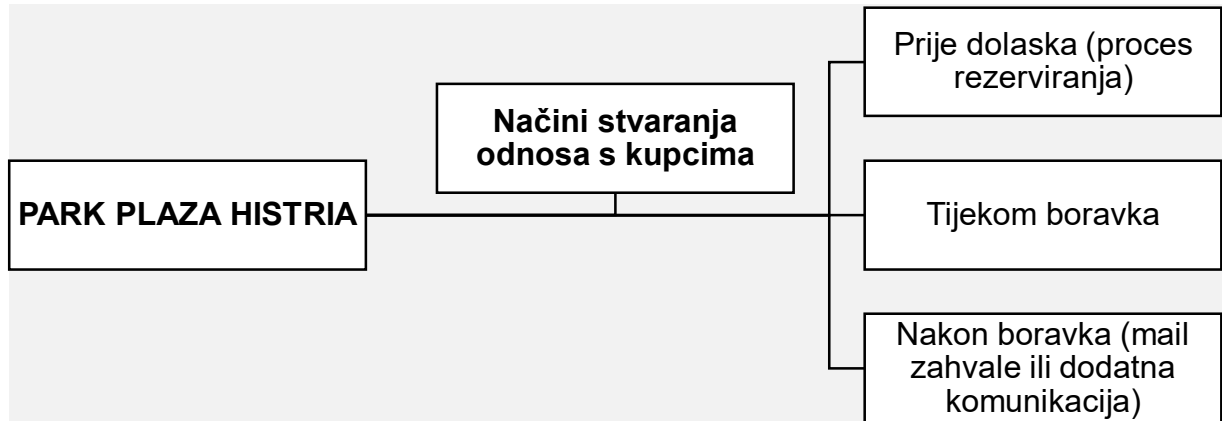 PARK PLAZA HISTRIA
Načini stvaranja
odnosa s kupcima
Prije dolaska (proces
rezerviranja)
Tijekom boravka
Nakon boravka (mail
zahvale ili dodatna
komunikacija)